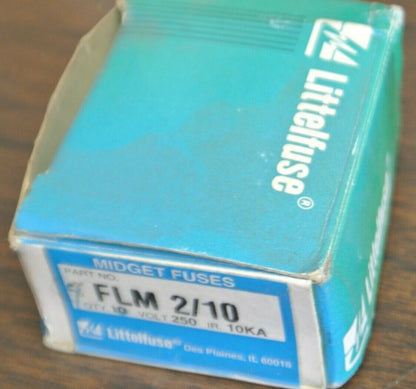 Littelfuse®
MIDGET FUSES
PART NO.
FLM 2/10
QTY. 10 VOLT 250 IR. 10KA
Littelfuse®
Des Plaines, IL 60016